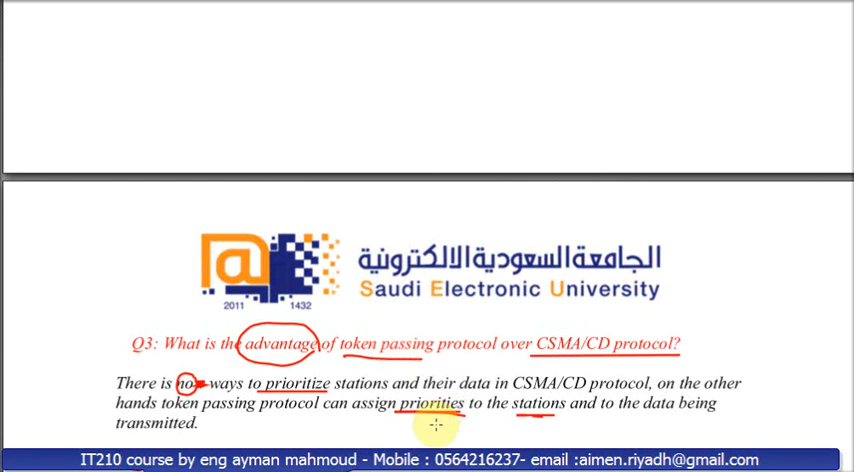 الجامعة السعودية الالكترونية
Saudi Electronic University
2011 1432
Q3: What is the advantage of token passing protocol over CSMA/CD protocol?
There is no ways to prioritize stations and their data in CSMA/CD protocol, on the other
hands token passing protocol can assign priorities to the stations and to the data being
transmitted.
IT210 course by eng ayman mahmoud - Mobile : 0564216237- email :aimen.riyadh@gmail.com